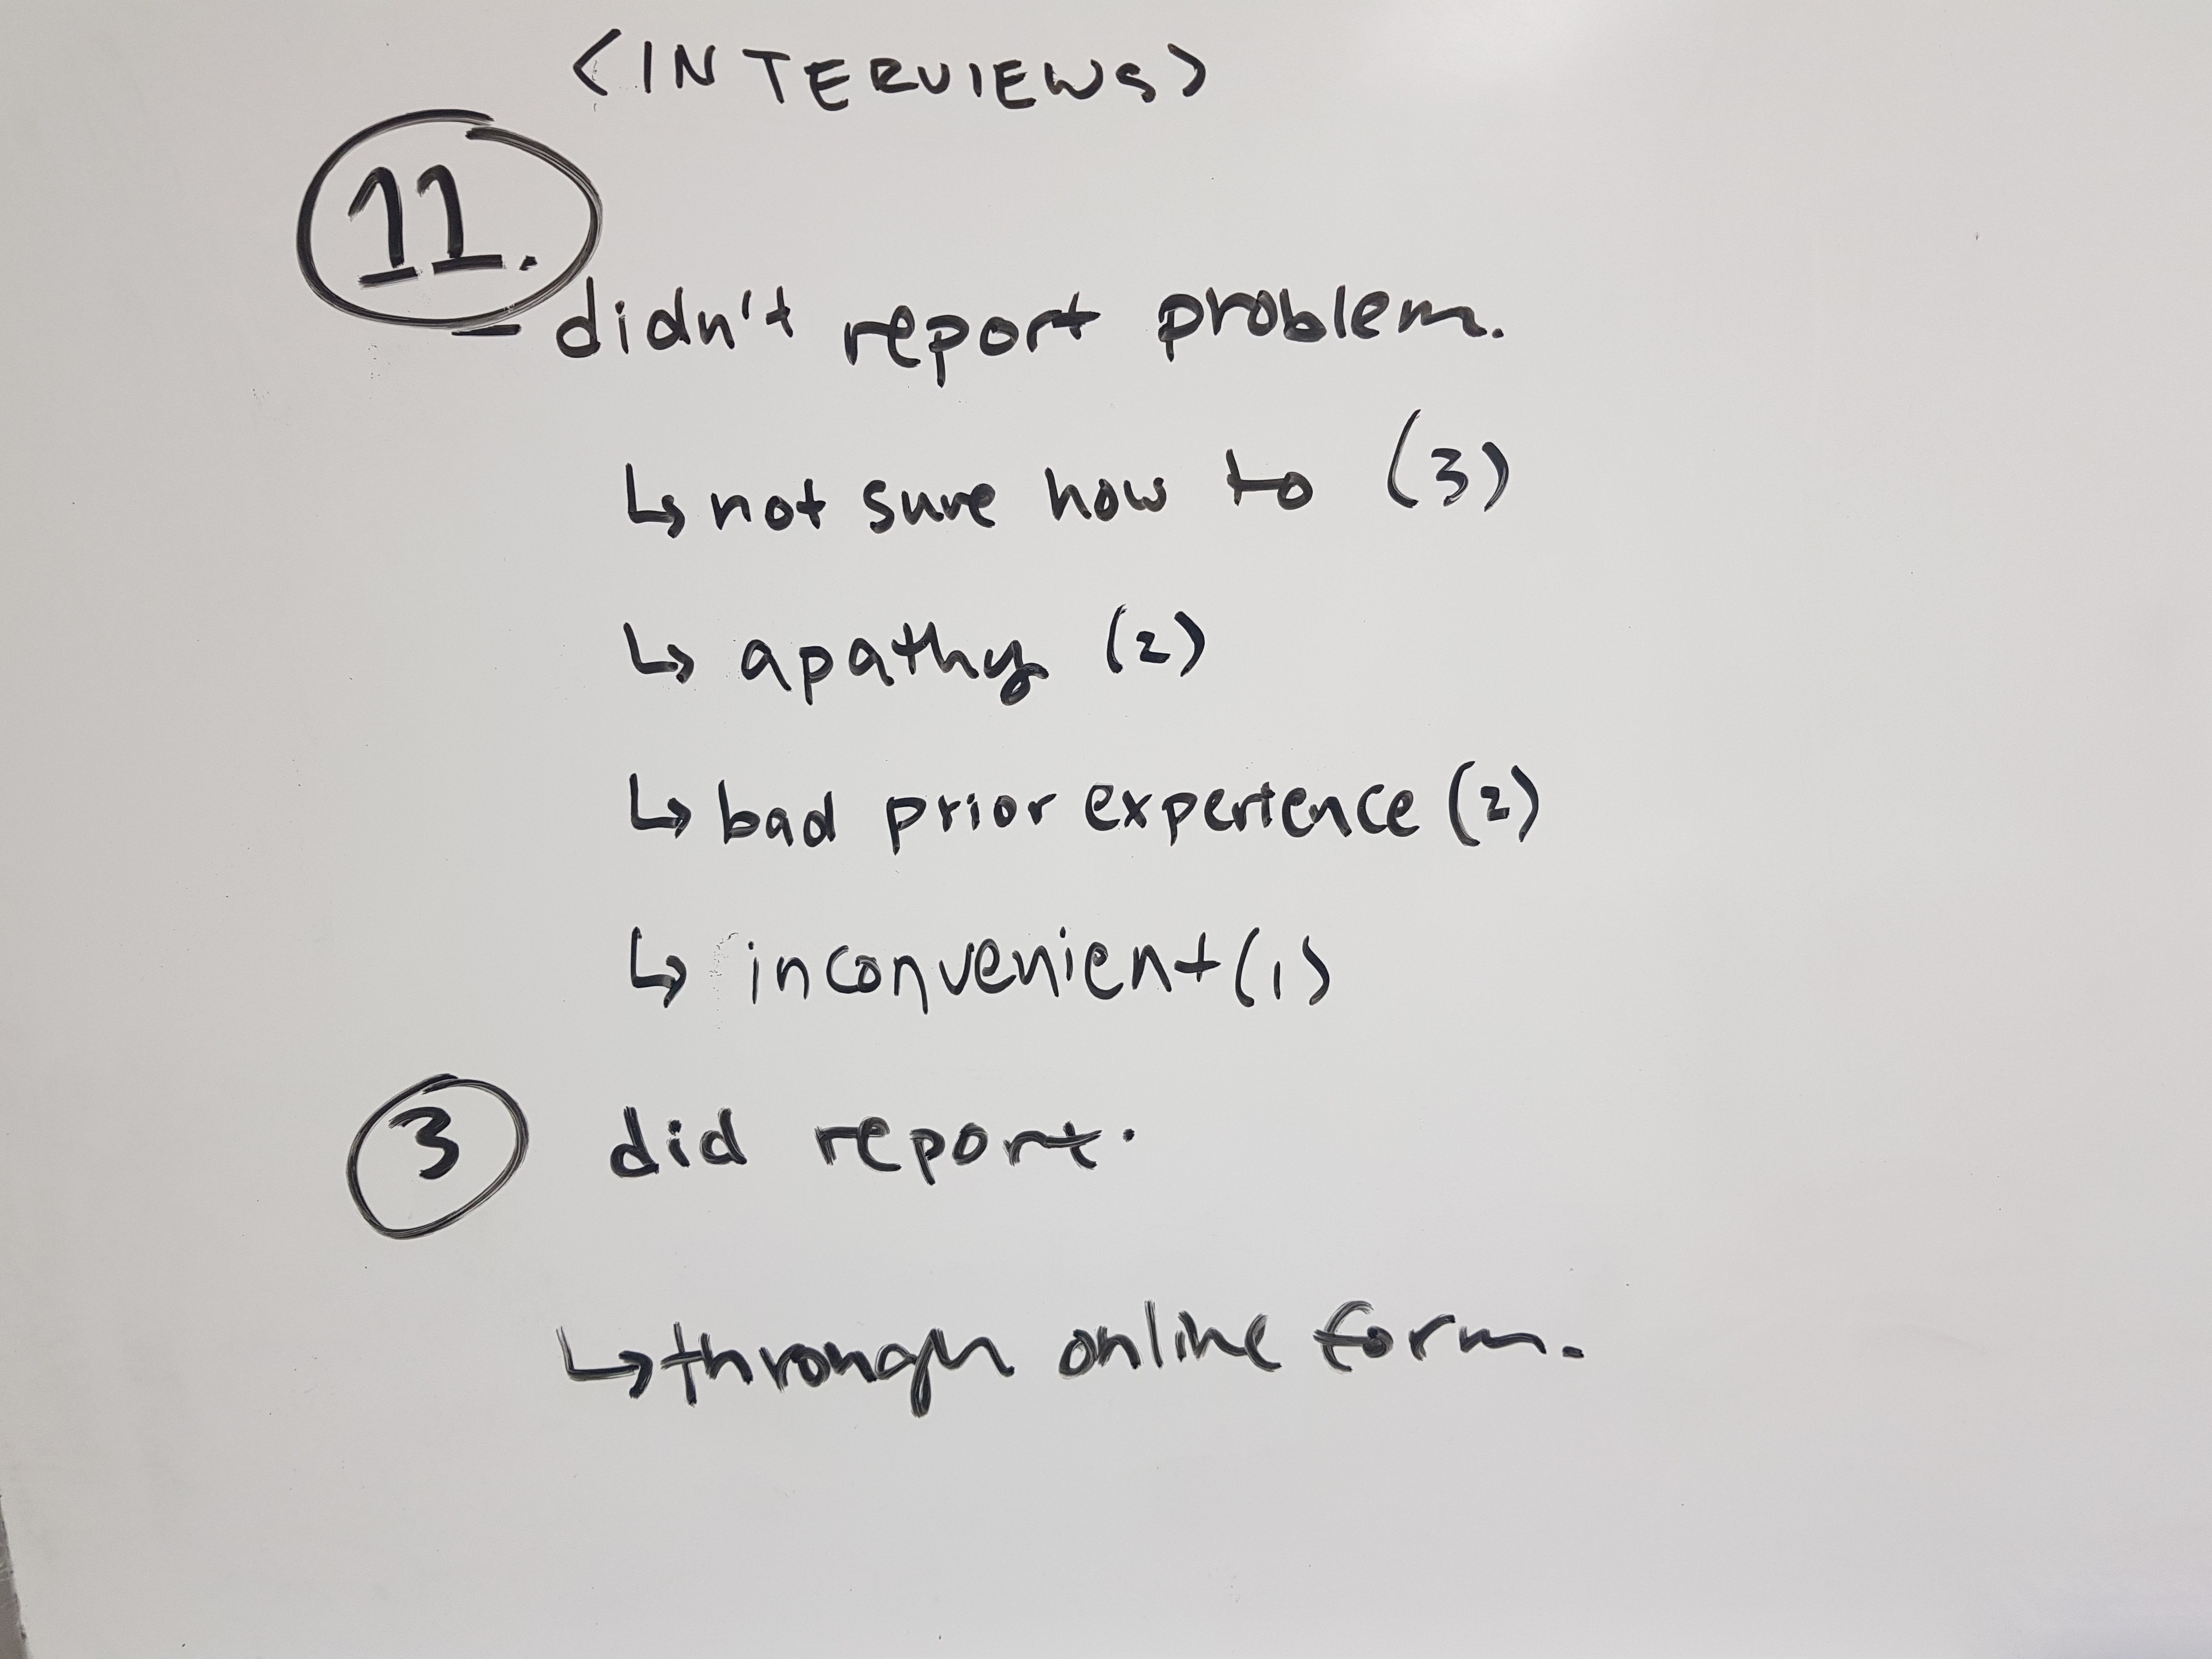 <INTERVIEWS>
11.
- didn't report problem.
↳ not sure how to (3)
↳ apathy (2)
↳ bad prior experience (2)
↳ inconvenient (1)
3 did report.
↳ through online form.